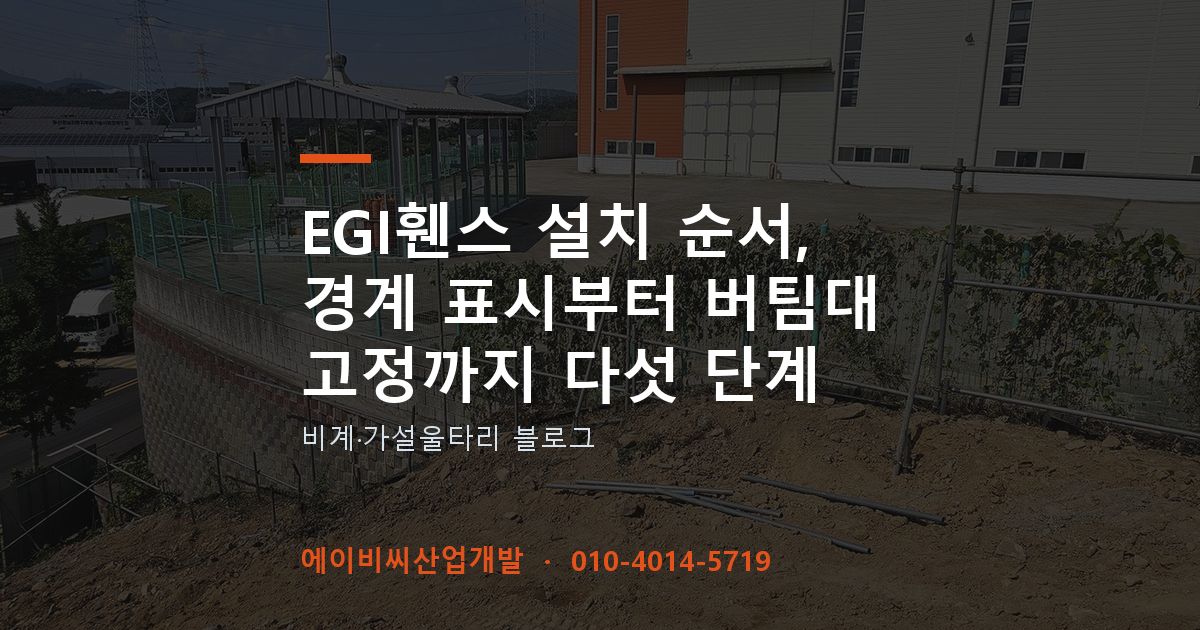 EGI휀스 설치 순서,
경계 표시부터 버팀대
고정까지 다섯 단계
비계·가설울타리 블로그
에이비씨산업개발 · 010-4014-5719